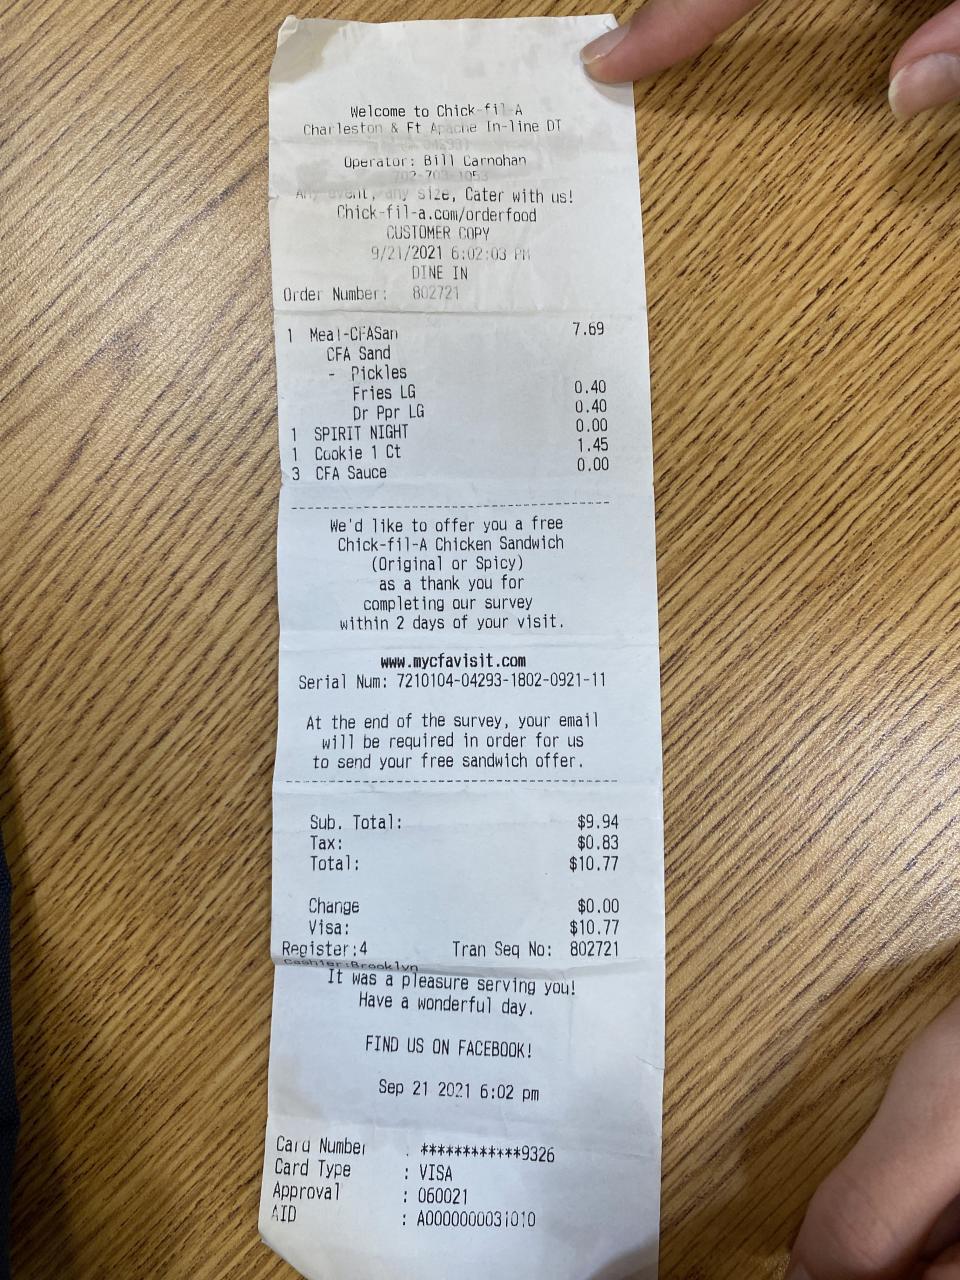 Welcome to Chick-fil-A
Charleston & Ft Apache In-line DT
Operator: Bill Carnohan
702-703-1053
Any event, any size, Cater with us!
Chick-fil-a.com/orderfood
CUSTOMER COPY
9/21/2021 6:02:03 PM
DINE IN
Order Number: 802721
1 Meal-CFASan 7.69
CFA Sand
- Pickles
Fries LG 0.40
Dr Ppr LG 0.40
1 SPIRIT NIGHT 0.00
1 Cookie 1 Ct 1.45
3 CFA Sauce 0.00
We'd like to offer you a free
Chick-fil-A Chicken Sandwich
(Original or Spicy)
as a thank you for
completing our survey
within 2 days of your visit.
www.mycfavisit.com
Serial Num: 7210104-04293-1802-0921-11
At the end of the survey, your email
will be required in order for us
to send your free sandwich offer.
Sub. Total: $9.94
Tax: $0.83
Total: $10.77
Change $0.00
Visa: $10.77
Register:4 Tran Seq No: 802721
Cashier:Brooklyn
It was a pleasure serving you!
Have a wonderful day.
FIND US ON FACEBOOK!
Sep 21 2021 6:02 pm
Card Number : ************9326
Card Type : VISA
Approval : 060021
AID : A0000000031010